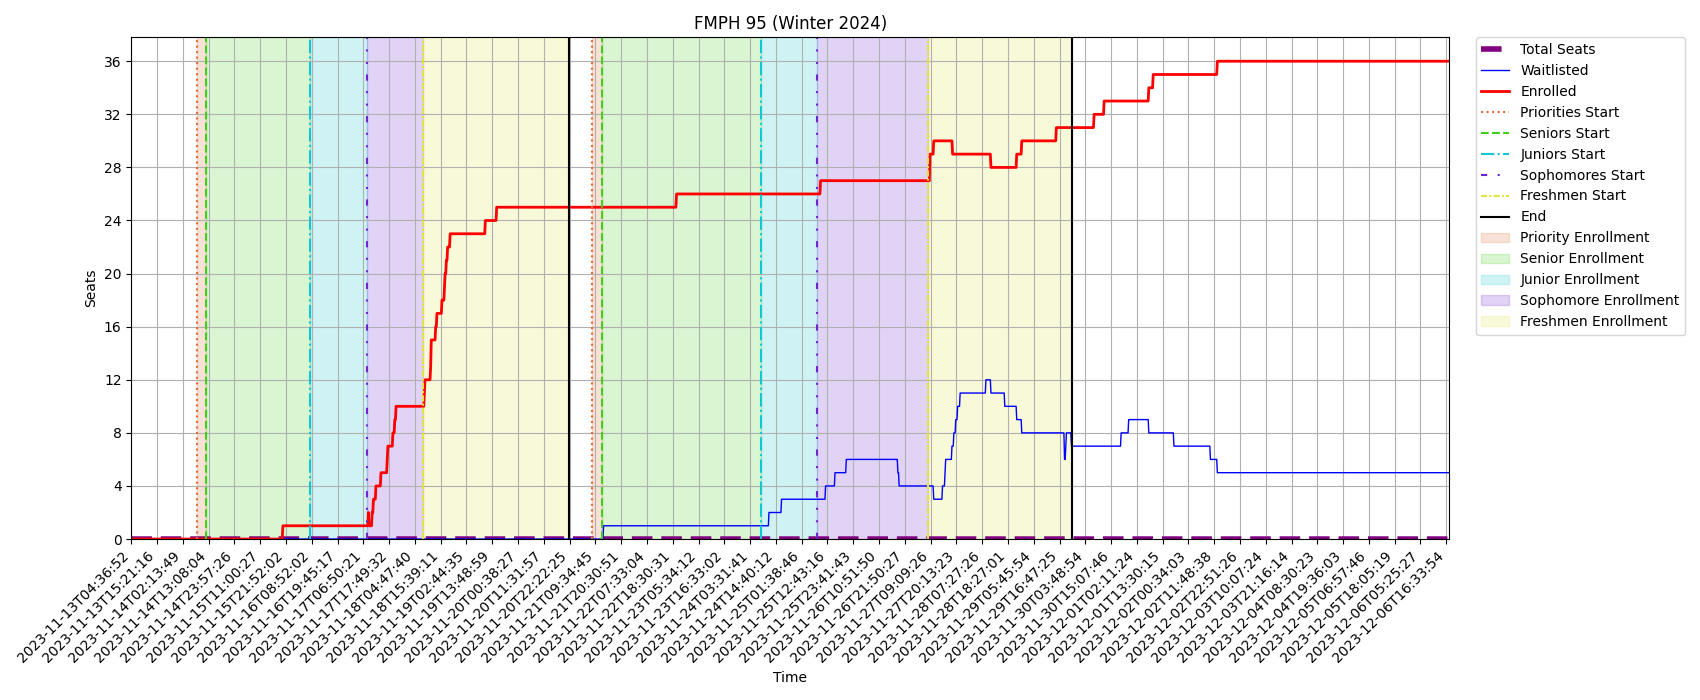 FMPH 95 (Winter 2024)
Seats
36
32
28
24
20
16
12
8
4
0
2023-11-13T04:36:52
2023-11-13T15:21:16
2023-11-14T02:13:49
2023-11-14T13:08:04
2023-11-14T23:57:26
2023-11-15T11:00:27
2023-11-15T21:52:02
2023-11-16T08:52:02
2023-11-16T19:45:17
2023-11-17T06:50:21
2023-11-17T17:49:32
2023-11-18T04:47:40
2023-11-18T15:39:11
2023-11-19T02:44:35
2023-11-19T13:48:59
2023-11-20T00:38:27
2023-11-20T11:31:57
2023-11-20T22:22:25
2023-11-21T09:34:45
2023-11-21T20:30:51
2023-11-22T07:33:04
2023-11-22T18:30:31
2023-11-23T05:34:12
2023-11-23T16:33:02
2023-11-24T03:31:41
2023-11-24T14:40:12
2023-11-25T01:38:46
2023-11-25T12:43:16
2023-11-25T23:41:43
2023-11-26T10:51:50
2023-11-26T21:50:27
2023-11-27T09:09:26
2023-11-27T20:13:23
2023-11-28T07:27:26
2023-11-28T18:27:01
2023-11-29T05:45:54
2023-11-29T16:47:25
2023-11-30T03:48:54
2023-11-30T15:07:46
2023-12-01T02:11:24
2023-12-01T13:30:15
2023-12-02T00:34:03
2023-12-02T11:48:38
2023-12-02T22:51:26
2023-12-03T10:07:24
2023-12-03T21:16:14
2023-12-04T08:30:23
2023-12-04T19:36:03
2023-12-05T06:57:46
2023-12-05T18:05:19
2023-12-06T05:25:27
2023-12-06T16:33:54
Time
Total Seats
Waitlisted
Enrolled
Priorities Start
Seniors Start
Juniors Start
Sophomores Start
Freshmen Start
End
Priority Enrollment
Senior Enrollment
Junior Enrollment
Sophomore Enrollment
Freshmen Enrollment